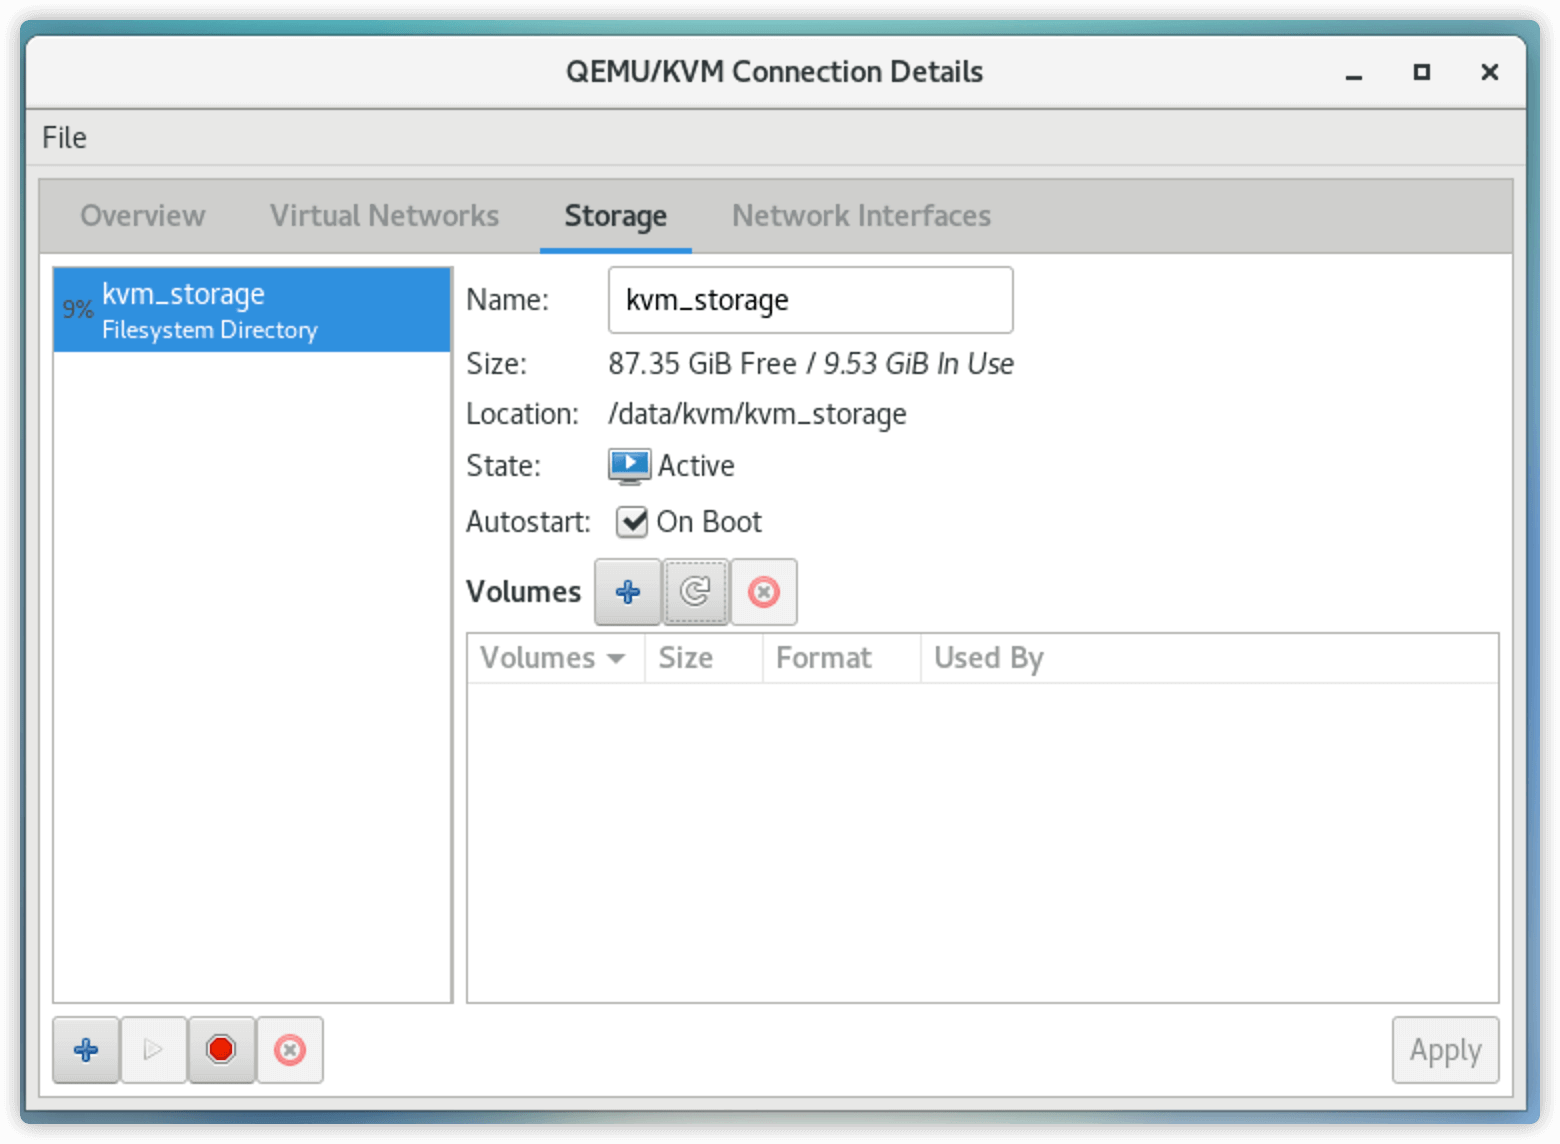 QEMU/KVM Connection Details
File
Overview Virtual Networks Storage Network Interfaces
9%
kvm_storage
Filesystem Directory
Name: kvm_storage
Size: 87.35 GiB Free / 9.53 GiB In Use
Location: /data/kvm/kvm_storage
State: Active
Autostart: On Boot
Volumes
Volumes Size Format Used By
Apply